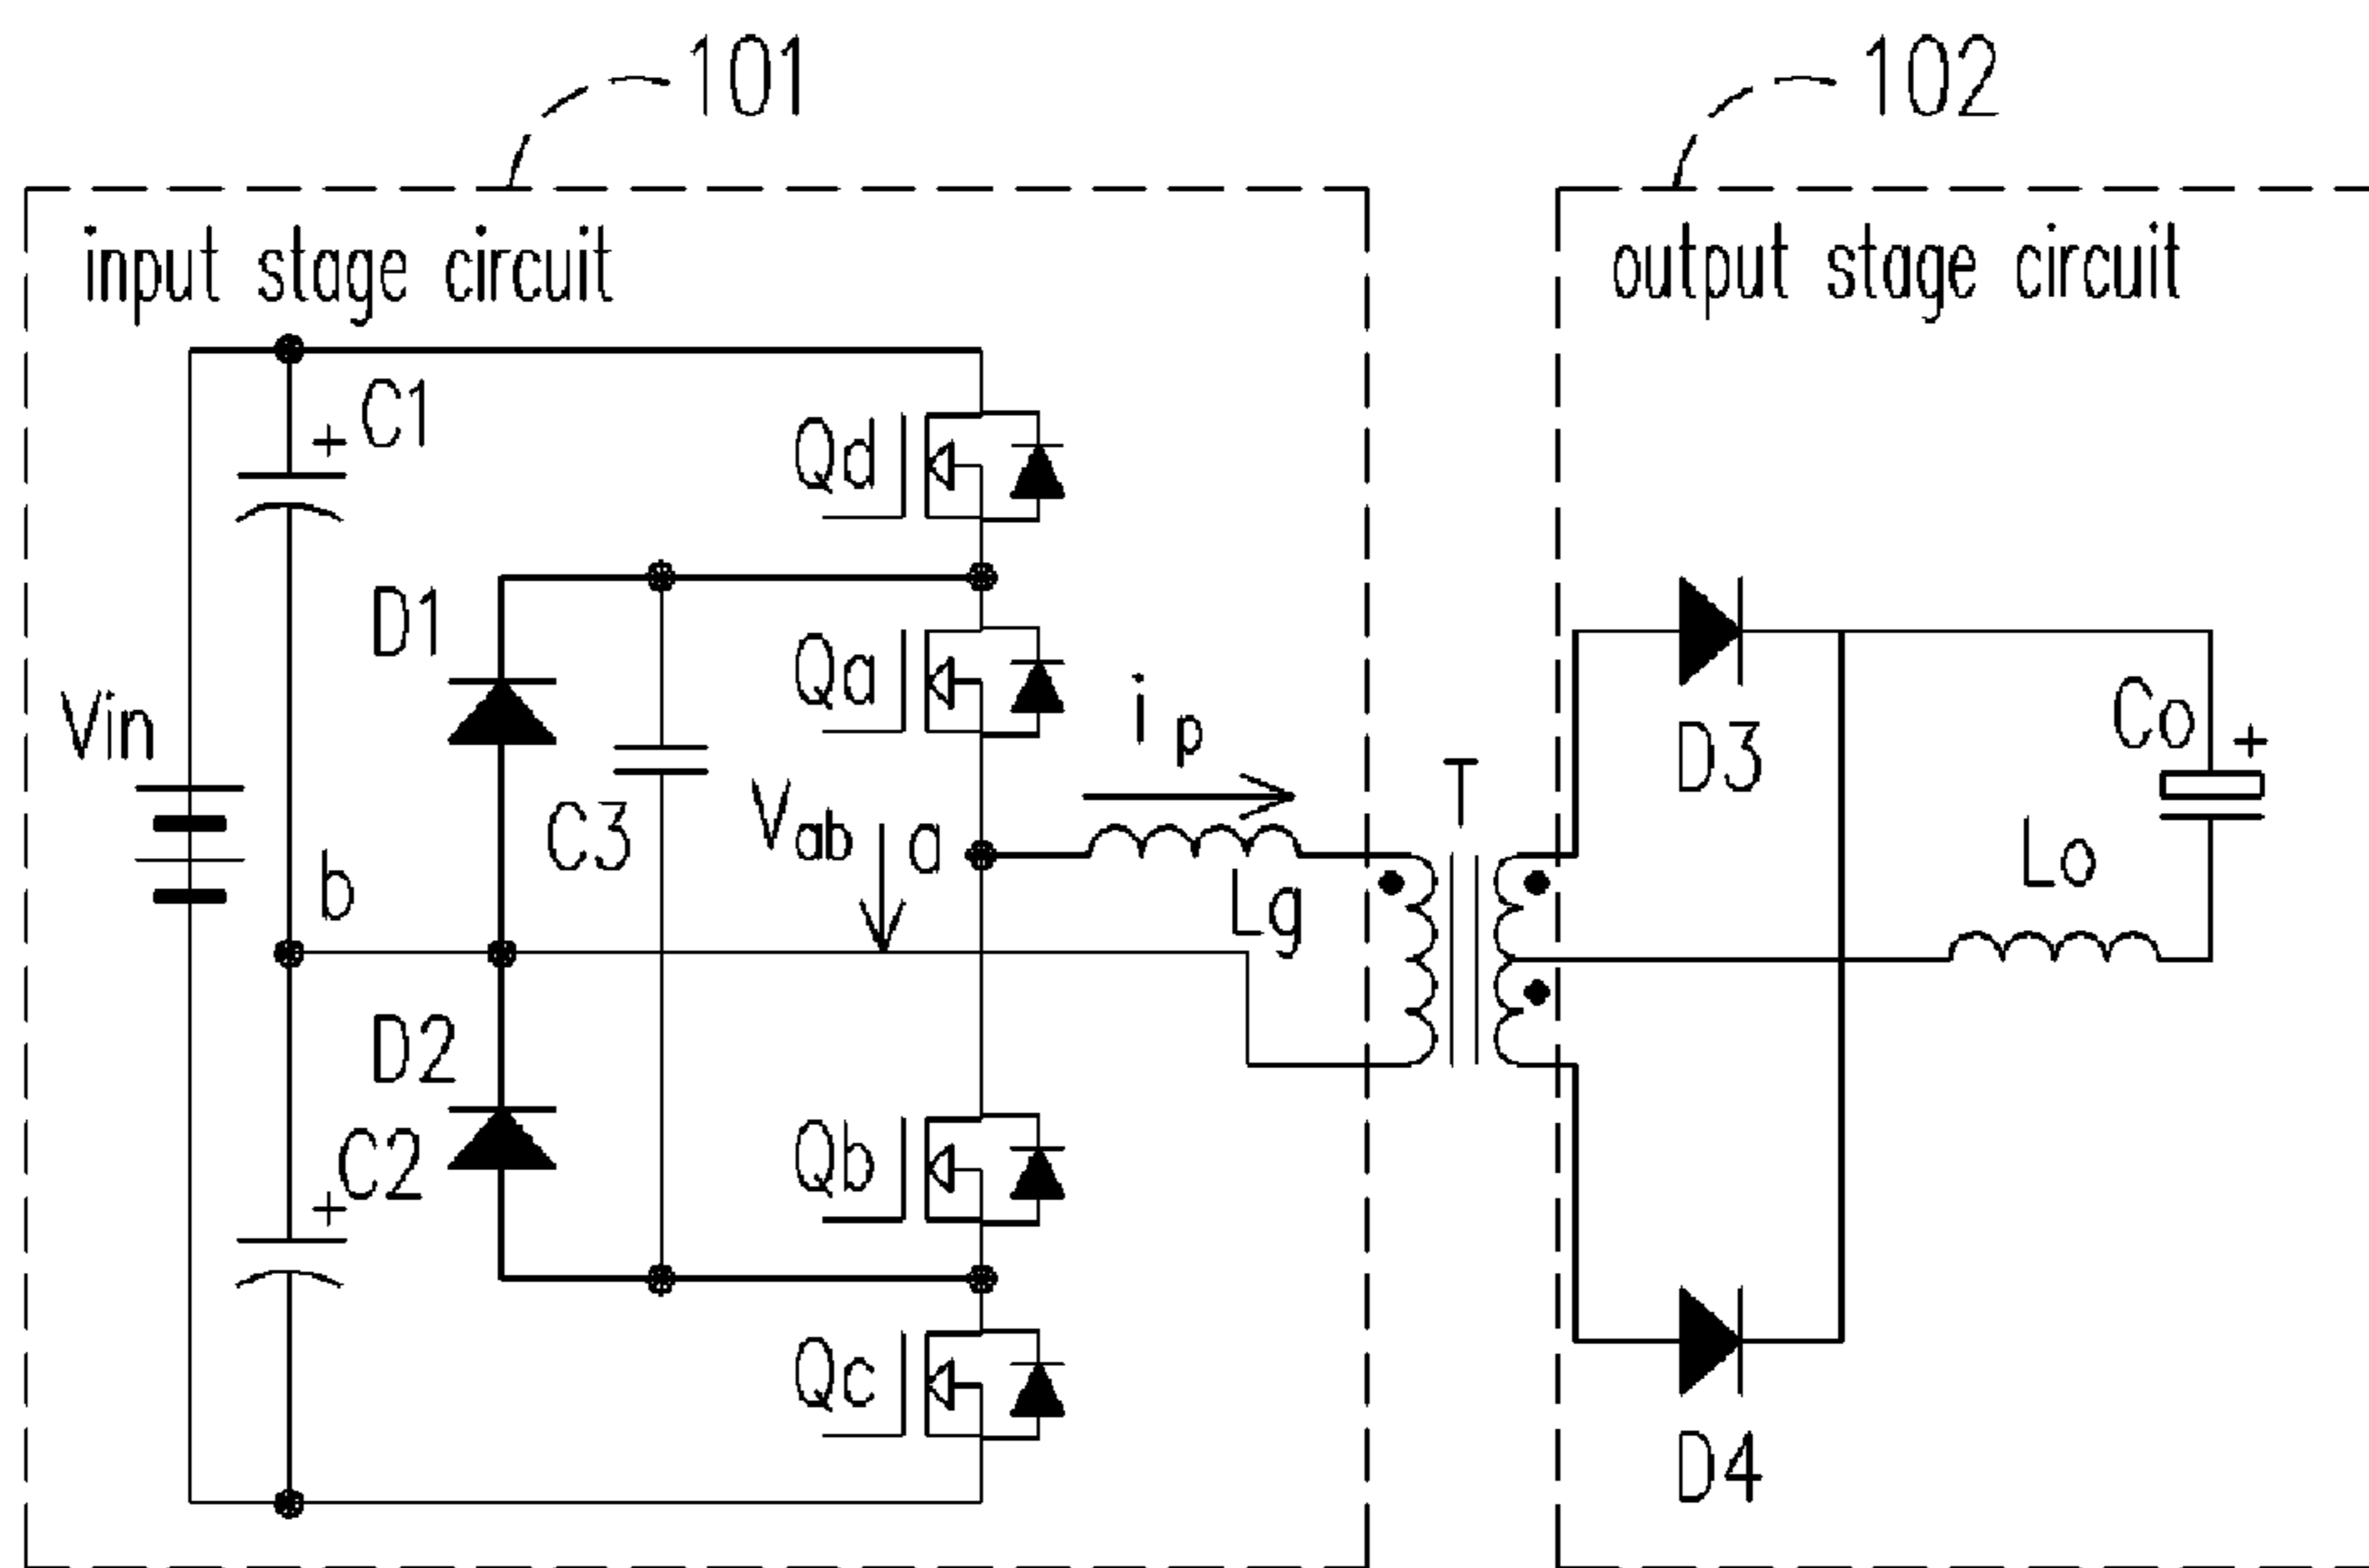 101
102
input stage circuit
output stage circuit
C1
+
Qd
D1
Qa
Vin
ip
C3
Vab
a
T
Co
+
D3
Lo
b
Lg
D2
C2
+
Qb
Qc
D4